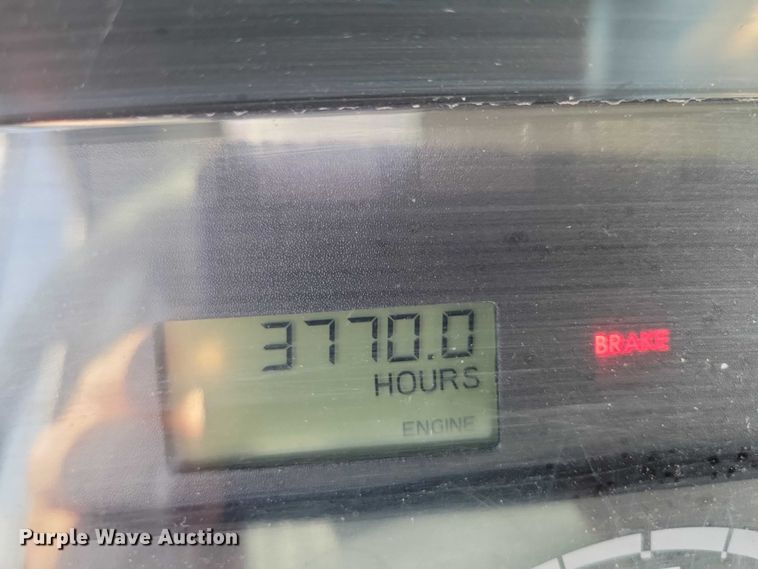 3770.0
HOURS
BRAKE
ENGINE
Purple Wave Auction